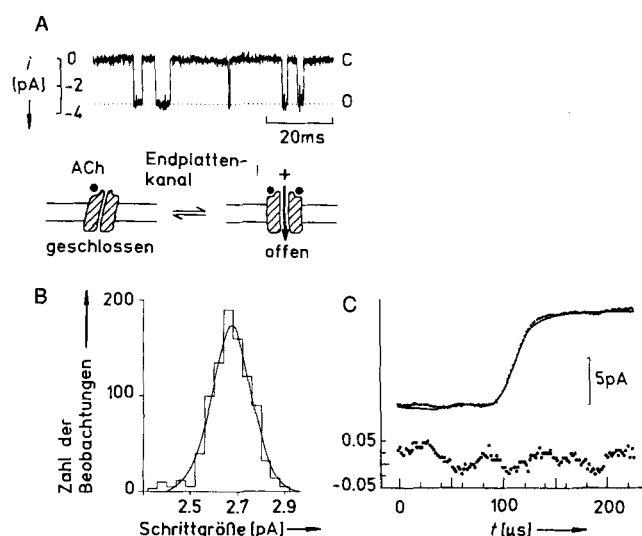 A
i
[pA]
0
-2
-4
C
O
20ms
ACh
Endplatten-
kanal
+
geschlossen
offen
B
Zahl der
Beobachtungen
200
100
0
2.5
2.7
2.9
Schrittgröße [pA]
C
5pA
0.05
-0.05
0
100
200
t [µs]